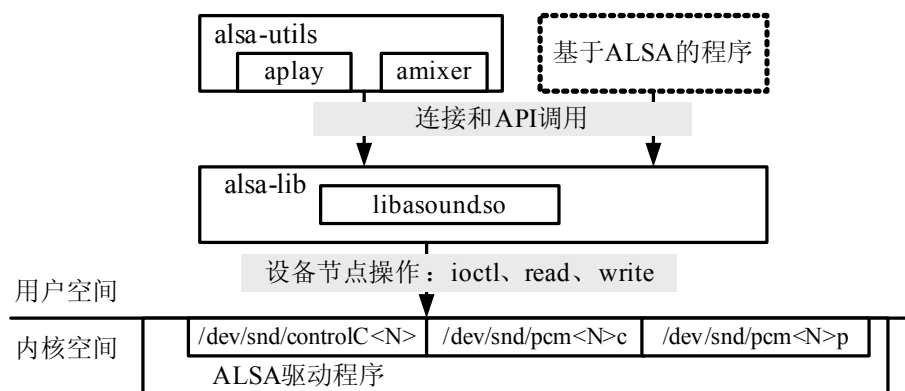 alsa-utils
aplay
amixer
基于ALSA的程序
连接和API调用
alsa-lib
libasound.so
设备节点操作：ioctl、read、write
用户空间
内核空间
/dev/snd/controlC<N>
/dev/snd/pcm<N>c
/dev/snd/pcm<N>p
ALSA驱动程序